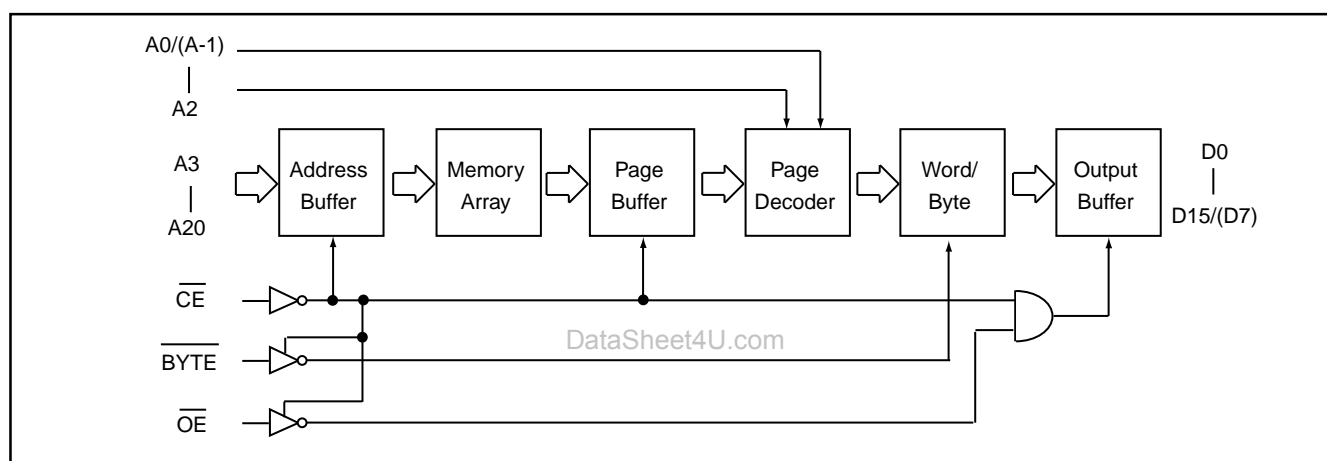 A0/(A-1)
A2
A3
A20
Address
Buffer
Memory
Array
Page
Buffer
Page
Decoder
Word/
Byte
Output
Buffer
D0
D15/(D7)
CE
BYTE
OE
DataSheet4U.com